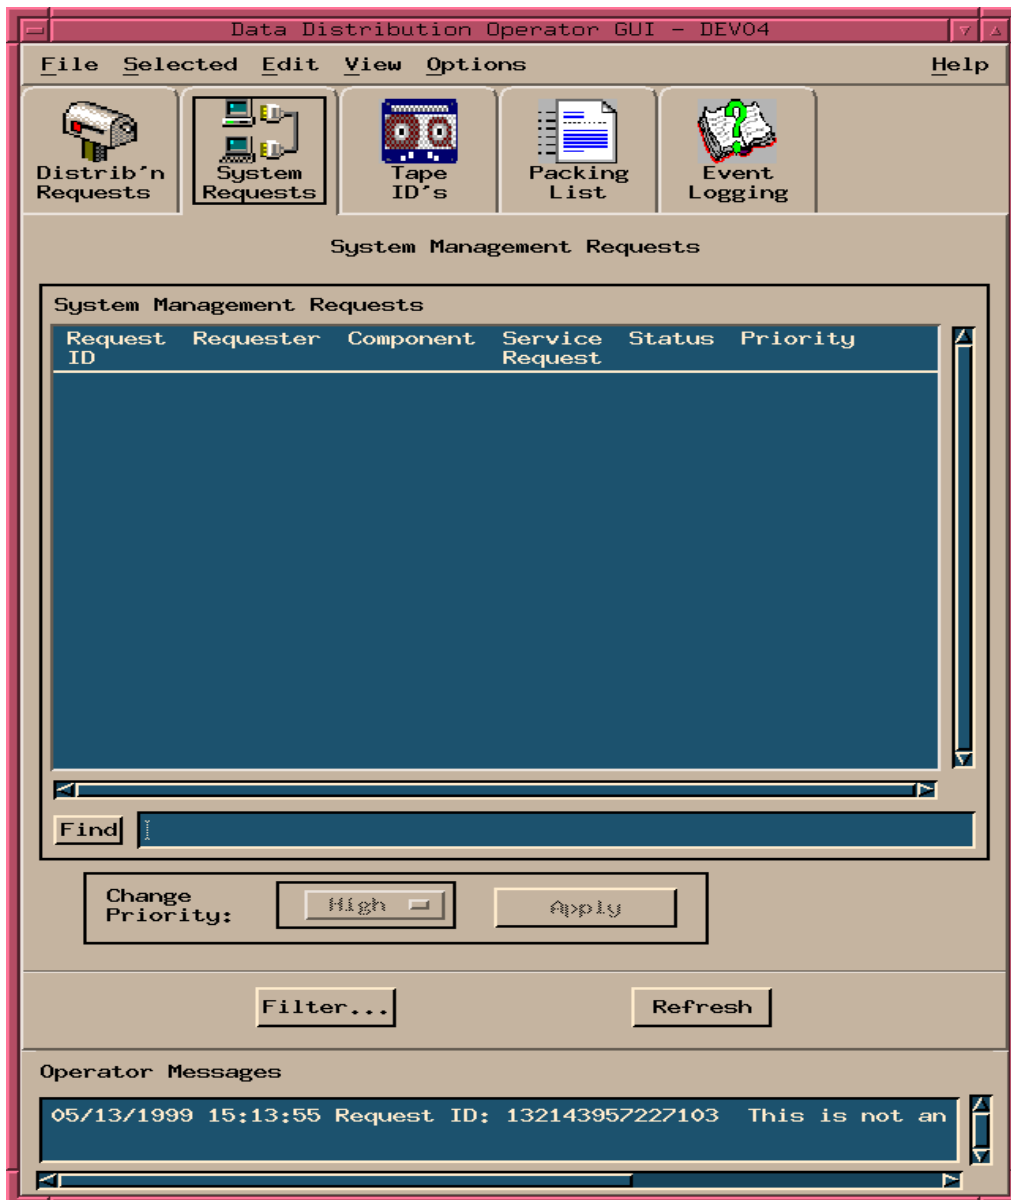 Data Distribution Operator GUI - DEV04
File Selected Edit View Options Help
Distrib'n
Requests
System
Requests
Tape
ID's
Packing
List
Event
Logging
System Management Requests
System Management Requests
Request Requester Component Service Status Priority
ID Request
Find
Change
Priority:
High
Apply
Filter...
Refresh
Operator Messages
05/13/1999 15:13:55 Request ID: 132143957227103 This is not an